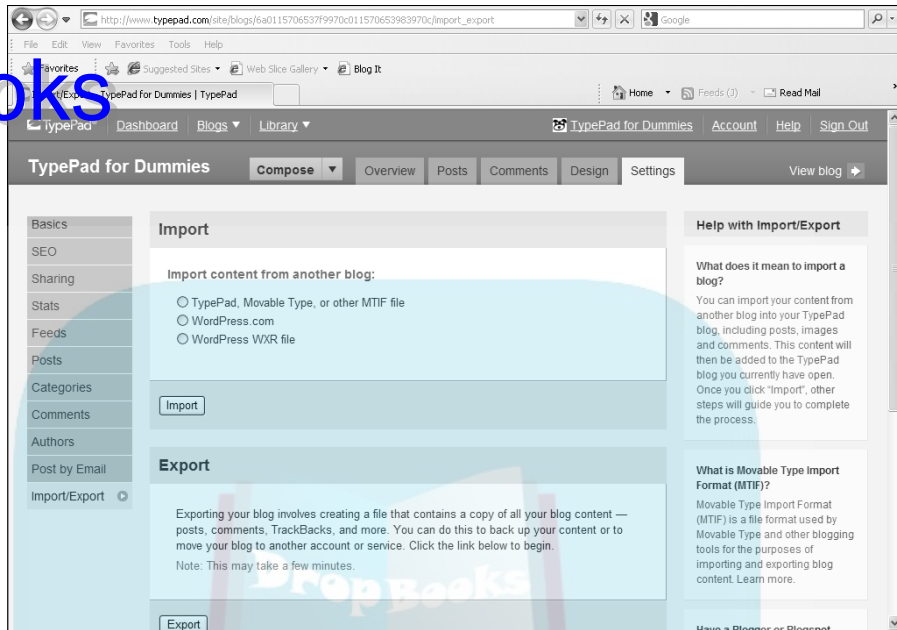 http://www.typepad.com/site/blogs/6a0115706537f9970c011570653983970c/import_export
Google
File Edit View Favorites Tools Help
Favorites Suggested Sites Web Slice Gallery Blog It
oks
TypePad for Dummies | TypePad
Home Feeds (J) Read Mail
TypePad Dashboard Blogs Library TypePad for Dummies Account Help Sign Out
TypePad for Dummies Compose Overview Posts Comments Design Settings View blog
Basics
SEO
Sharing
Stats
Feeds
Posts
Categories
Comments
Authors
Post by Email
Import/Export
Import
Import content from another blog:
TypePad, Movable Type, or other MTIF file
WordPress.com
WordPress WXR file
Import
Export
Exporting your blog involves creating a file that contains a copy of all your blog content —
posts, comments, TrackBacks, and more. You can do this to back up your content or to
move your blog to another account or service. Click the link below to begin.
Note: This may take a few minutes.
DropBooks
Export
Help with Import/Export
What does it mean to import a
blog?
You can import your content from
another blog into your TypePad
blog, including posts, images
and comments. This content will
then be added to the TypePad
blog you currently have open.
Once you click "Import", other
steps will guide you to complete
the process.
What is Movable Type Import
Format (MTIF)?
Movable Type Import Format
(MTIF) is a file format used by
Movable Type and other blogging
tools for the purposes of
importing and exporting blog
content. Learn more.
Have a Blogger or Blogspot